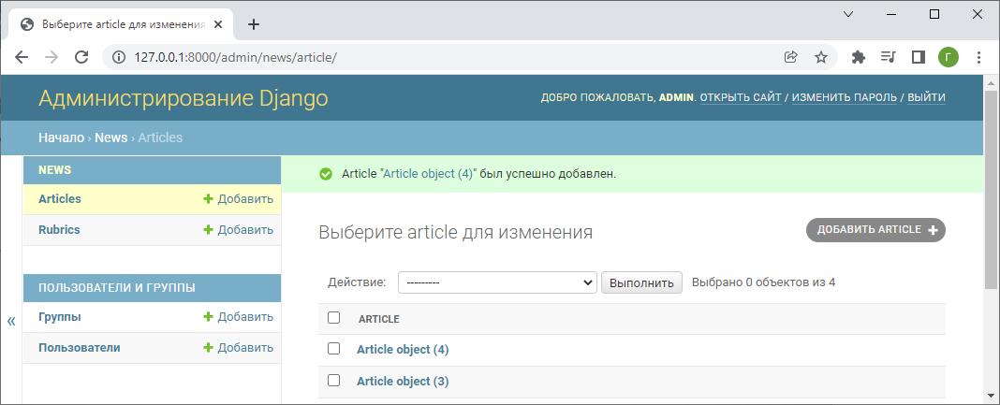 Выберите article для изменения
127.0.0.1:8000/admin/news/article/
Г
Администрирование Django
ДОБРО ПОЖАЛОВАТЬ, ADMIN. ОТКРЫТЬ САЙТ / ИЗМЕНИТЬ ПАРОЛЬ / ВЫЙТИ
Начало › News › Articles
NEWS
Articles + Добавить
Rubrics + Добавить
ПОЛЬЗОВАТЕЛИ И ГРУППЫ
Группы + Добавить
Пользователи + Добавить
«
Article "Article object (4)" был успешно добавлен.
Выберите article для изменения
ДОБАВИТЬ ARTICLE +
Действие: --------- Выполнить Выбрано 0 объектов из 4
ARTICLE
Article object (4)
Article object (3)